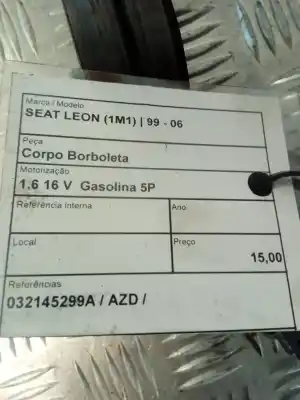 Marca / Modelo
SEAT LEON (1M1) | 99 - 06
Peça
Corpo Borboleta
Motorização
1.6 16 V Gasolina 5P
Referência Interna
Ano
Local
Preço
15,00
Referências
032145299A / AZD /